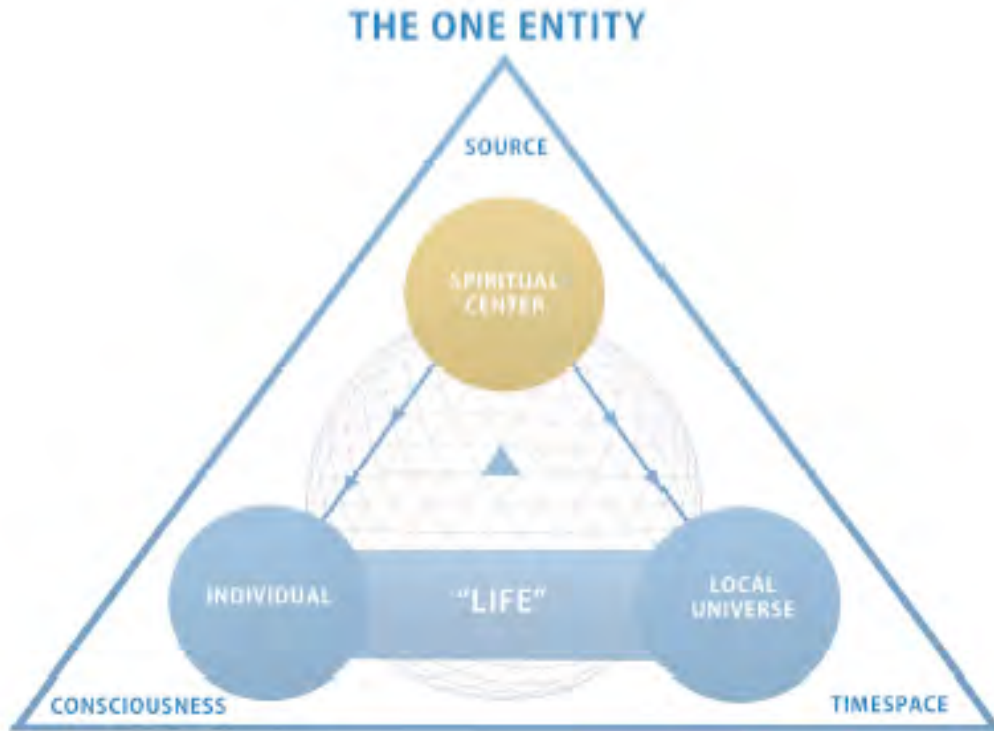 THE ONE ENTITY
SOURCE
SPIRITUAL
CENTER
INDIVIDUAL
"LIFE"
LOCAL
UNIVERSE
CONSCIOUSNESS
TIMESPACE